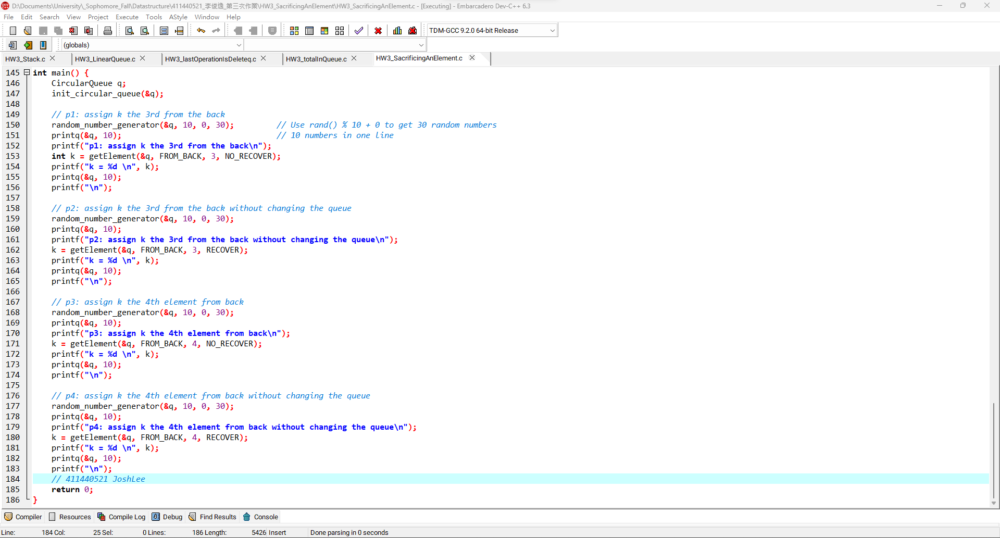 D:\Documents\University\_Sophomore_Fall\Datastructure\411440521_李俊逸_第三次作業\HW3_SacrificingAnElement\HW3_SacrificingAnElement.c - [Executing] - Embarcadero Dev-C++ 6.3
File Edit Search View Project Execute Tools AStyle Window Help
TDM-GCC 9.2.0 64-bit Release
(globals)
HW3_Stack.c HW3_LinearQueue.c HW3_lastOperationIsDeleteq.c HW3_totalInQueue.c HW3_SacrificingAnElement.c
145 int main() {
146 CircularQueue q;
147 init_circular_queue(&q);
148
149 // p1: assign k the 3rd from the back
150 random_number_generator(&q, 10, 0, 30); // Use rand() % 10 + 0 to get 30 random numbers
151 printq(&q, 10); // 10 numbers in one line
152 printf("p1: assign k the 3rd from the back\n");
153 int k = getElement(&q, FROM_BACK, 3, NO_RECOVER);
154 printf("k = %d \n", k);
155 printq(&q, 10);
156 printf("\n");
157
158 // p2: assign k the 3rd from the back without changing the queue
159 random_number_generator(&q, 10, 0, 30);
160 printq(&q, 10);
161 printf("p2: assign k the 3rd from the back without changing the queue\n");
162 k = getElement(&q, FROM_BACK, 3, RECOVER);
163 printf("k = %d \n", k);
164 printq(&q, 10);
165 printf("\n");
166
167 // p3: assign k the 4th element from back
168 random_number_generator(&q, 10, 0, 30);
169 printq(&q, 10);
170 printf("p3: assign k the 4th element from back\n");
171 k = getElement(&q, FROM_BACK, 4, NO_RECOVER);
172 printf("k = %d \n", k);
173 printq(&q, 10);
174 printf("\n");
175
176 // p4: assign k the 4th element from back without changing the queue
177 random_number_generator(&q, 10, 0, 30);
178 printq(&q, 10);
179 printf("p4: assign k the 4th element from back without changing the queue\n");
180 k = getElement(&q, FROM_BACK, 4, RECOVER);
181 printf("k = %d \n", k);
182 printq(&q, 10);
183 printf("\n");
184 // 411440521 JoshLee
185 return 0;
186 }
Compiler Resources Compile Log Debug Find Results Console
Line: 184 Col: 25 Sel: 0 Lines: 186 Length: 5426 Insert Done parsing in 0 seconds